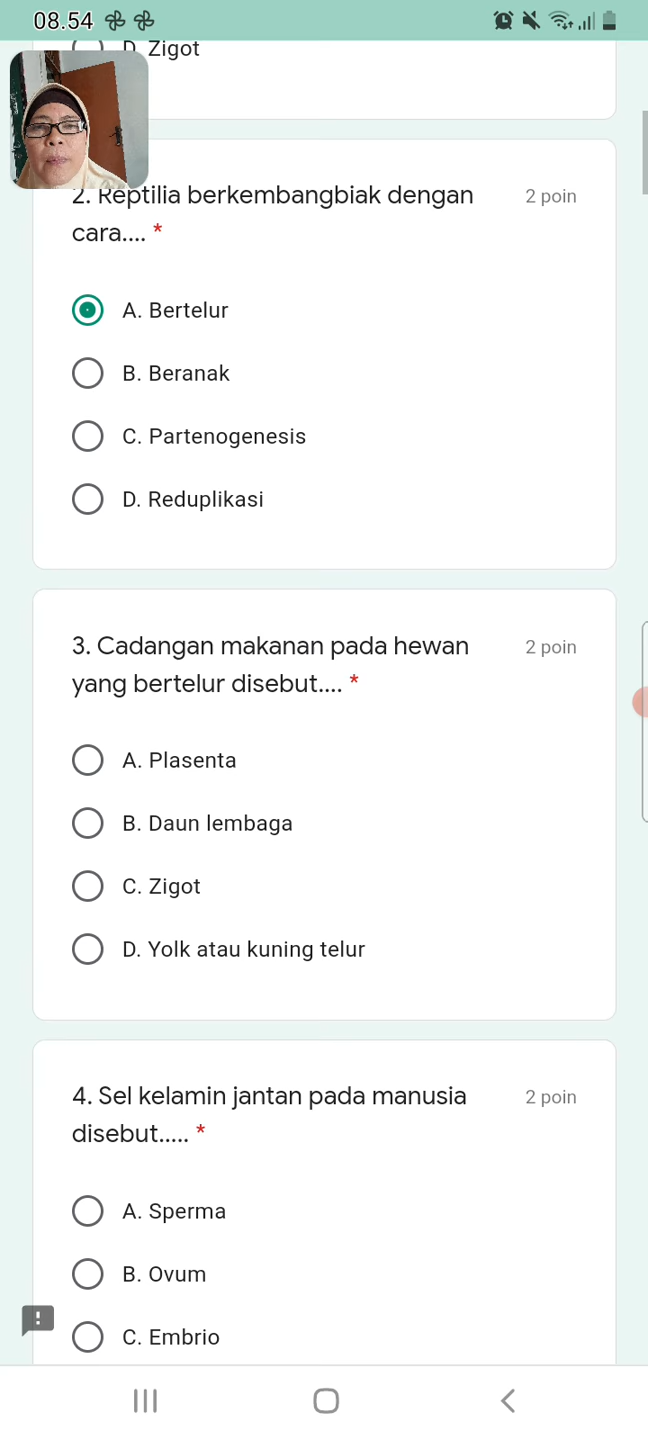 08.54
D. Zigot
2. Reptilia berkembangbiak dengan
cara.... *
2 poin
A. Bertelur
B. Beranak
C. Partenogenesis
D. Reduplikasi
3. Cadangan makanan pada hewan
yang bertelur disebut.... *
2 poin
A. Plasenta
B. Daun lembaga
C. Zigot
D. Yolk atau kuning telur
4. Sel kelamin jantan pada manusia
disebut..... *
2 poin
A. Sperma
B. Ovum
C. Embrio